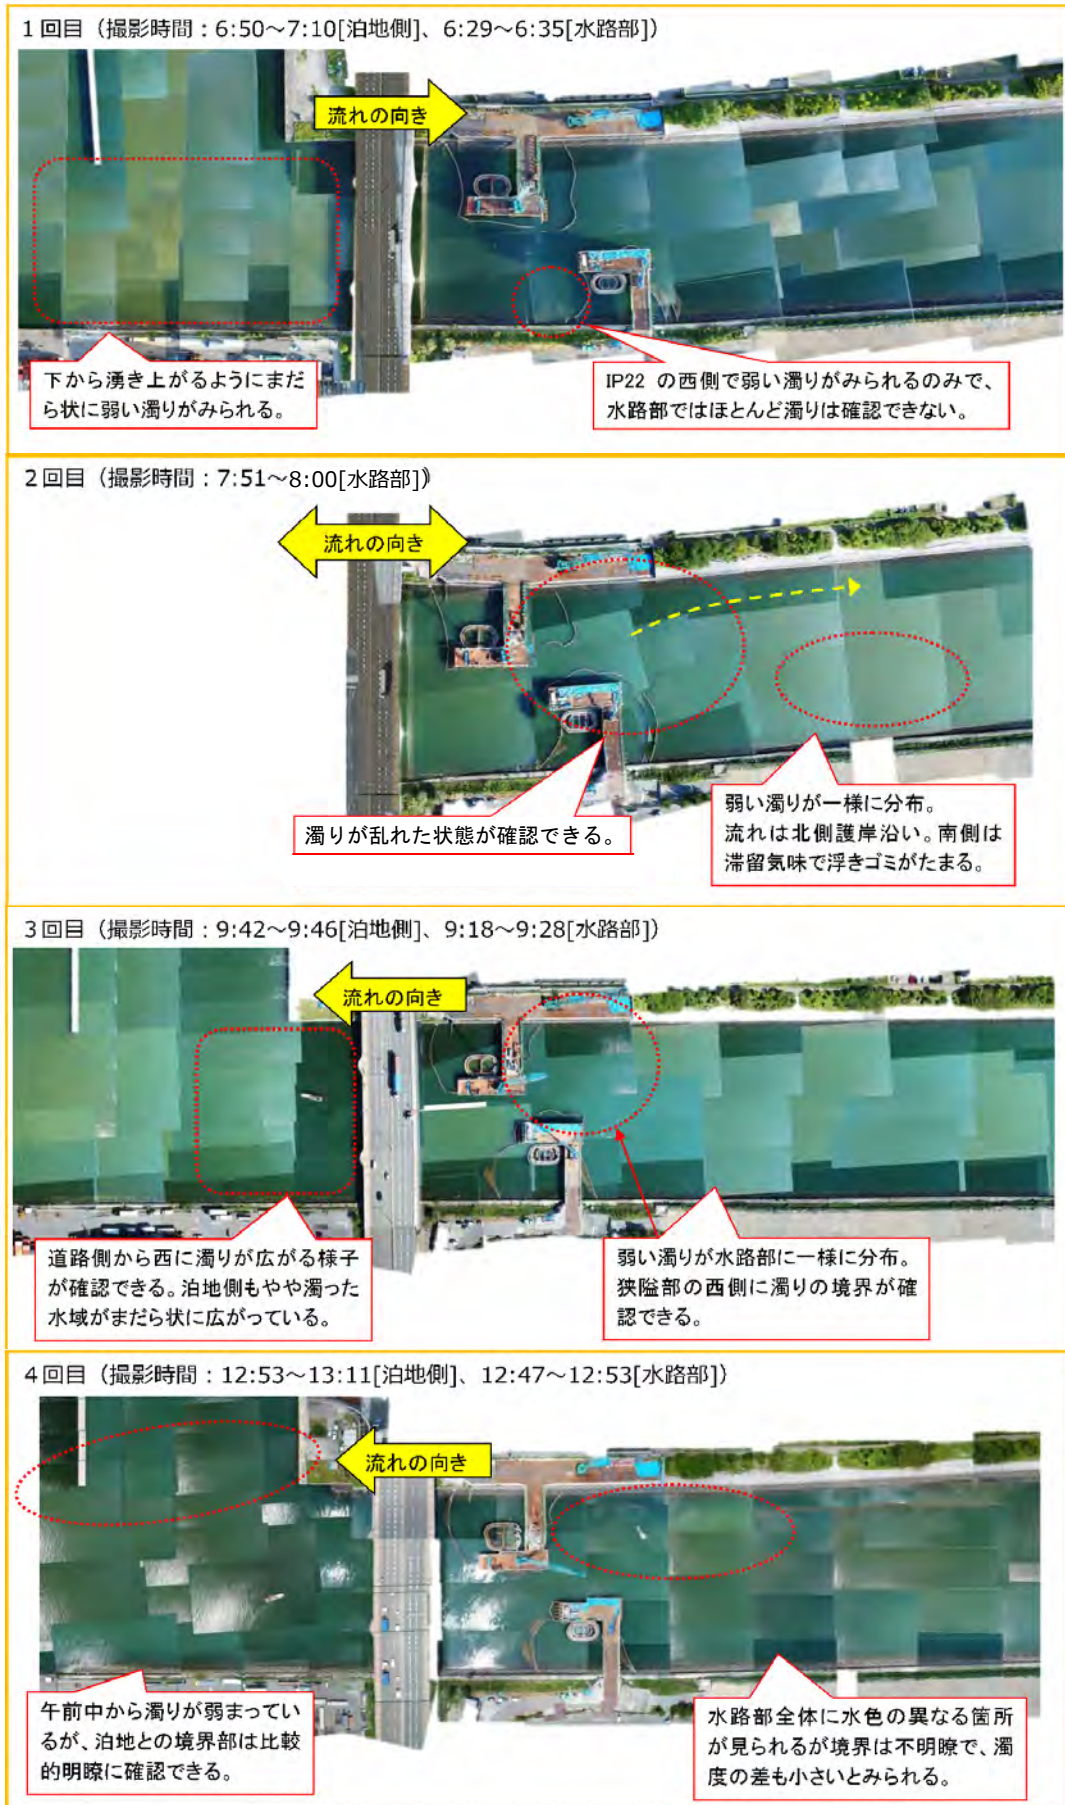 1回目（撮影時間：6:50～7:10[泊地側]、6:29～6:35[水路部]）
流れの向き
下から湧き上がるようにまだ
ら状に弱い濁りがみられる。
IP22 の西側で弱い濁りがみられるのみで、
水路部ではほとんど濁りは確認できない。
2回目（撮影時間：7:51～8:00[水路部]）
流れの向き
濁りが乱れた状態が確認できる。
弱い濁りが一様に分布。
流れは北側護岸沿い。南側は
滞留気味で浮きゴミがたまる。
3回目（撮影時間：9:42～9:46[泊地側]、9:18～9:28[水路部]）
流れの向き
道路側から西に濁りが広がる様子
が確認できる。泊地側もやや濁った
水域がまだら状に広がっている。
弱い濁りが水路部に一様に分布。
狭隘部の西側に濁りの境界が確
認できる。
4回目（撮影時間：12:53～13:11[泊地側]、12:47～12:53[水路部]）
流れの向き
午前中から濁りが弱まってい
るが、泊地との境界部は比較
的明瞭に確認できる。
水路部全体に水色の異なる箇所
が見られるが境界は不明瞭で、濁
度の差も小さいとみられる。